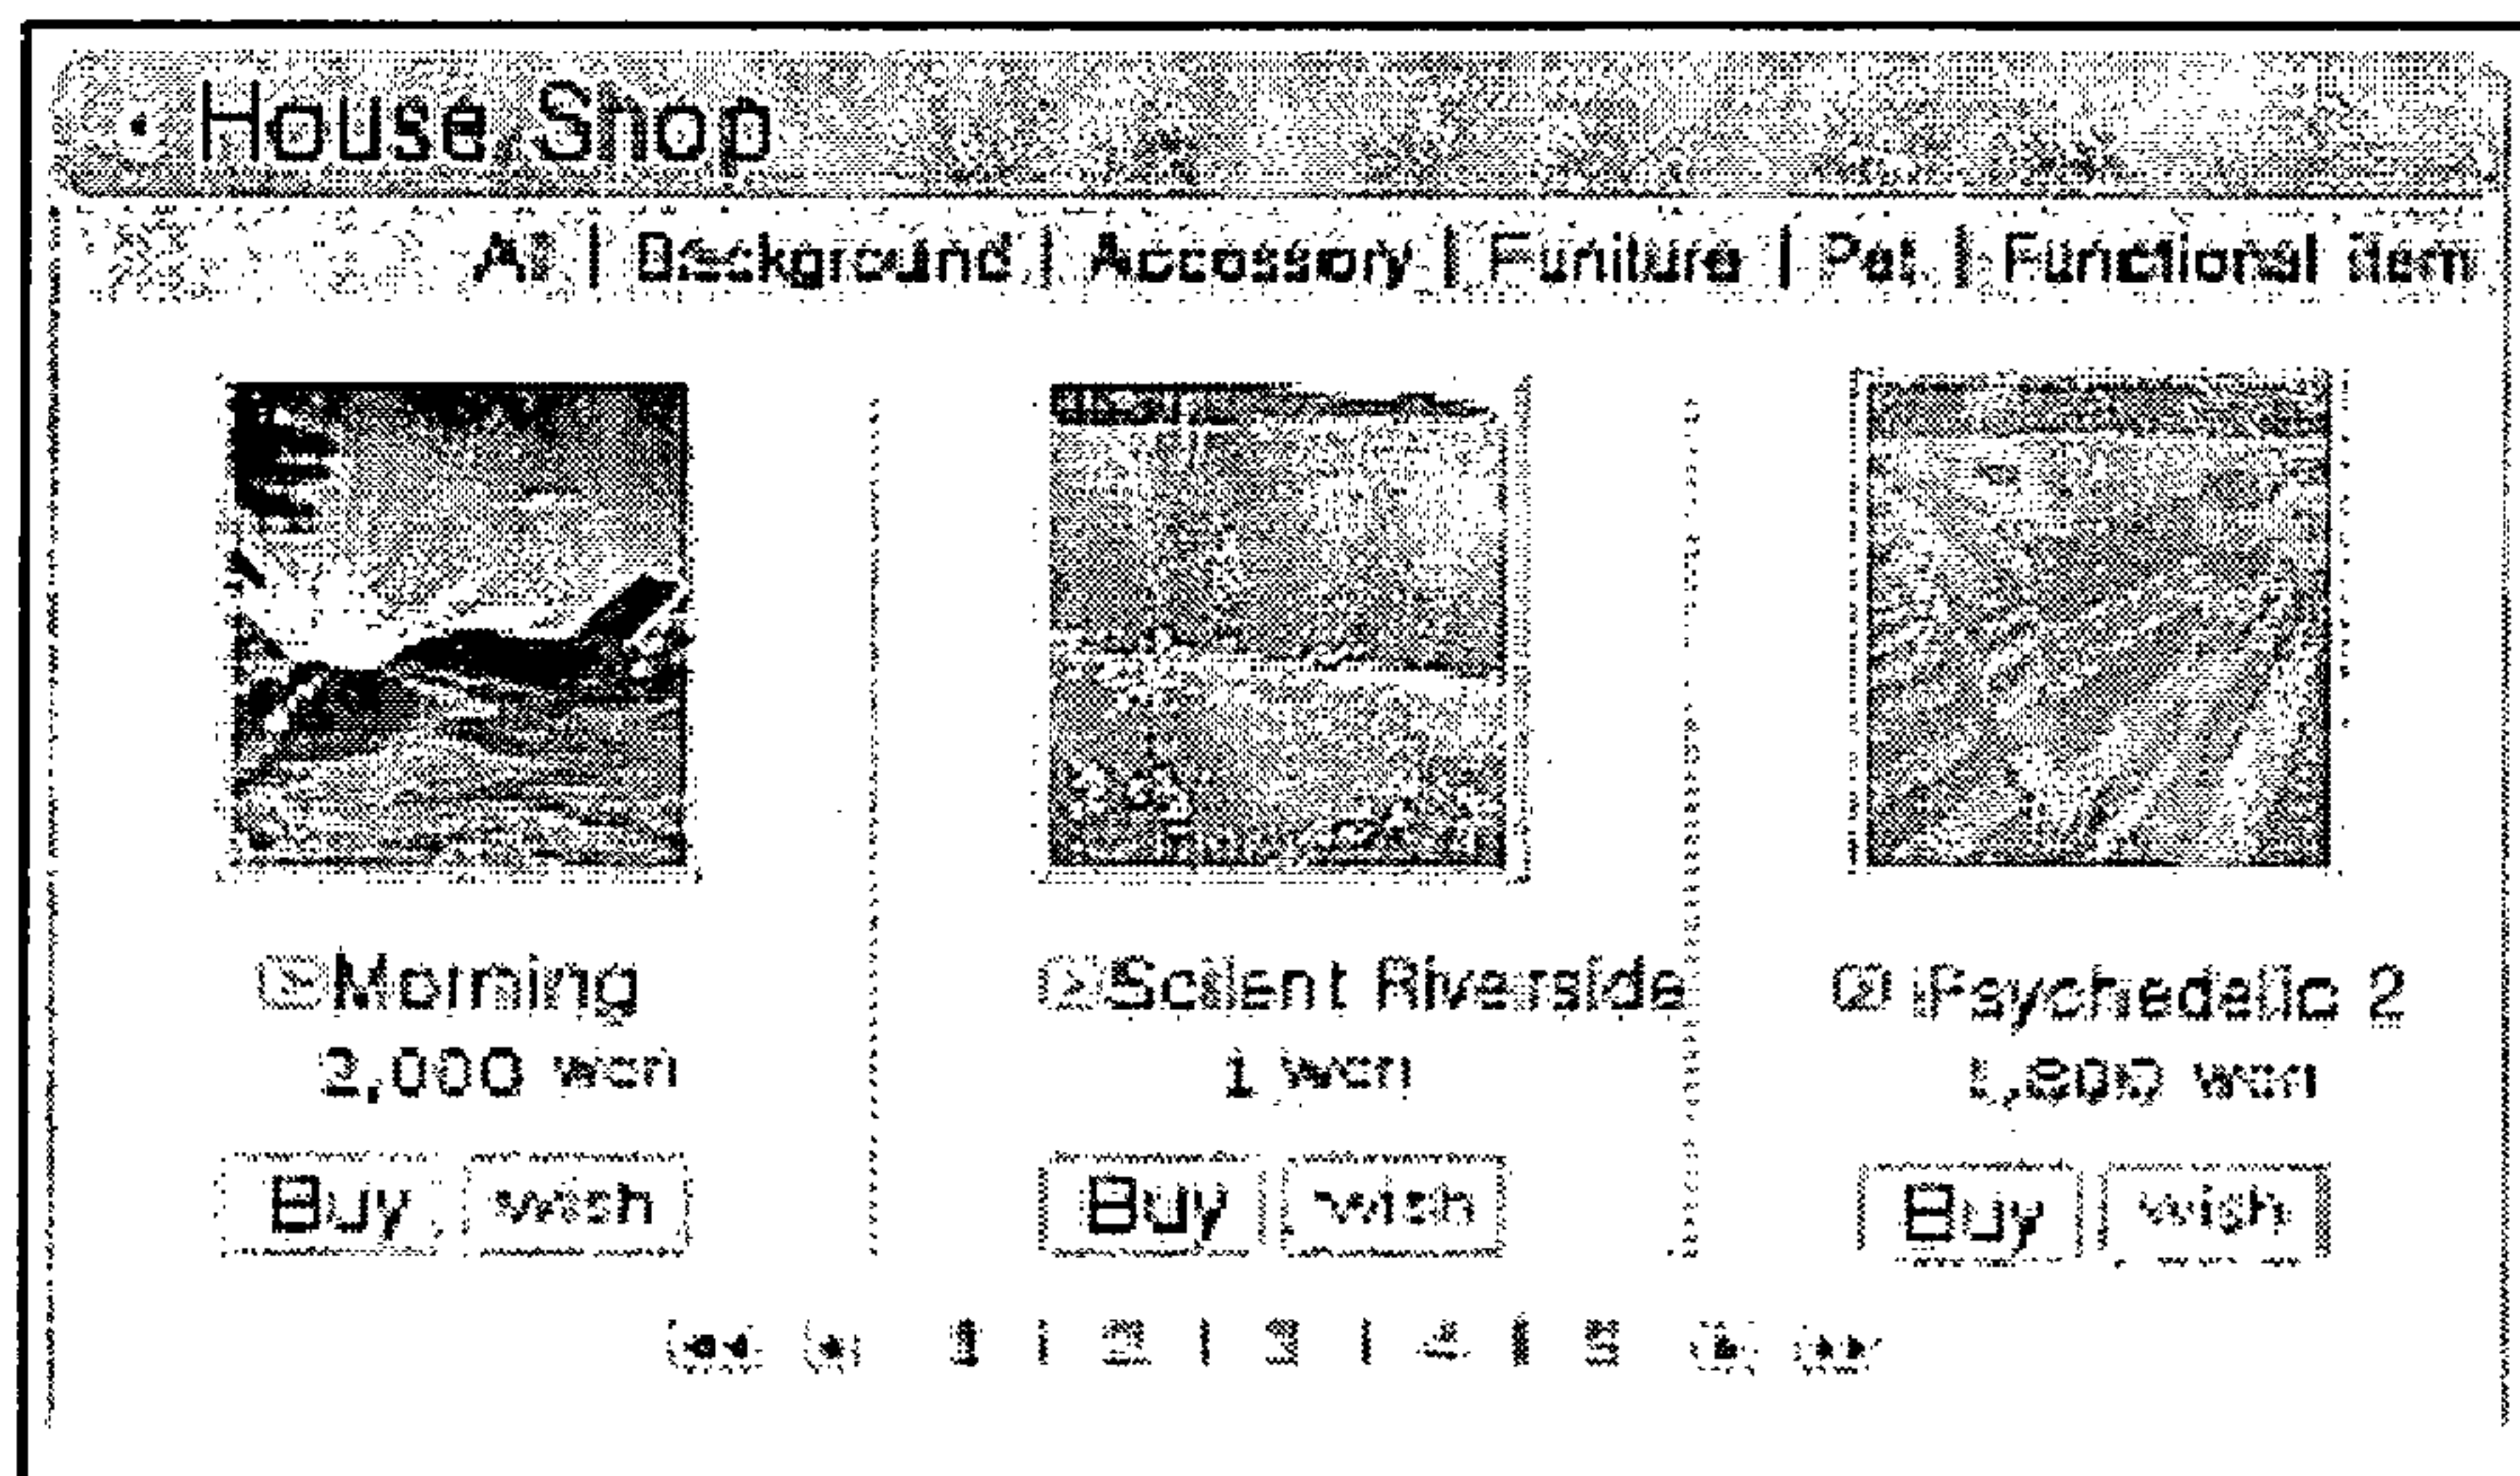 House Shop
All | Background | Accossory | Funiture | Pet | Functional item
Morning
Scilent Riverside
Psychedelic 2
2,000 won
1 won
won
Buy wish
Buy wish
Buy wish
1 | 2 | 3 | 4 | 5